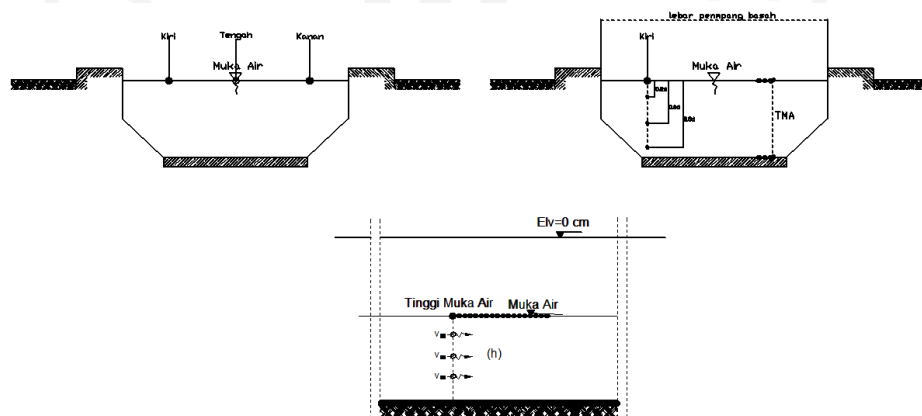 Kiri
Tengah
Kanan
Muka Air
lebar penampang basah
Kiri
Muka Air
TMA
Elv=0 cm
Tinggi Muka Air
Muka Air
(h)